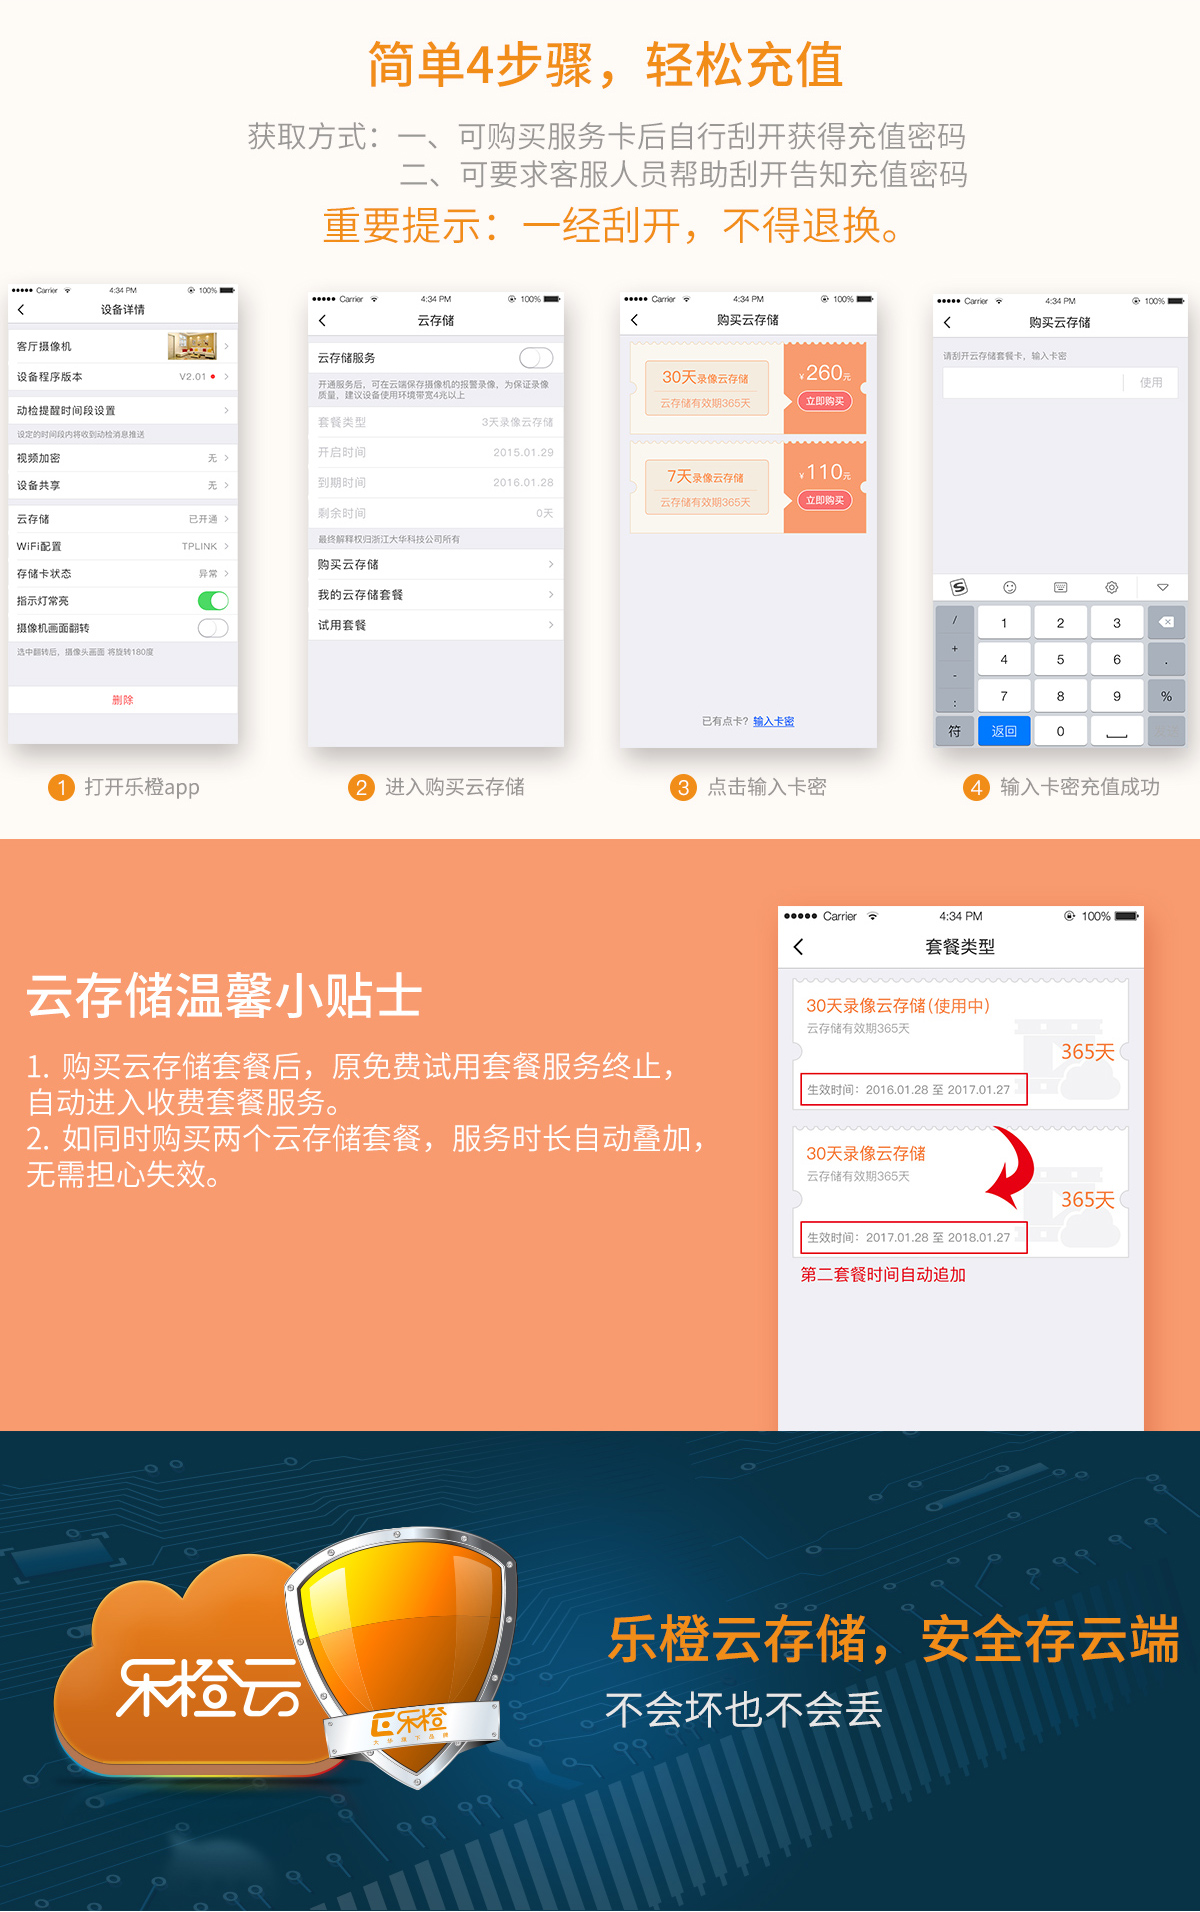 简单4步骤，轻松充值
获取方式：一、可购买服务卡后自行刮开获得充值密码
二、可要求客服人员帮助刮开告知充值密码
重要提示：一经刮开，不得退换。
Carrier 4:34 PM 100%
设备详情
客厅摄像机
设备程序版本 V2.01
动检提醒时间段设置
设定的时间段内将收到动检消息推送
视频加密 无
设备共享 无
云存储 已开通
WiFi配置 TPLINK
存储卡状态 异常
指示灯常亮
摄像机画面翻转
选中翻转后，摄像头画面 将旋转180度
删除
1 打开乐橙app
Carrier 4:34 PM 100%
云存储
云存储服务
开通服务后，可在云端保存摄像机的报警录像，为保证录像
质量，建议设备使用环境带宽4兆以上
套餐类型 3天录像云存储
开启时间 2015.01.29
到期时间 2016.01.28
剩余时间 0天
最终解释权归浙江大华科技公司所有
购买云存储
我的云存储套餐
试用套餐
2 进入购买云存储
Carrier 4:34 PM 100%
购买云存储
30天录像云存储
云存储有效期365天
¥260元
立即购买
7天录像云存储
云存储有效期365天
¥110元
立即购买
已有点卡？输入卡密
3 点击输入卡密
Carrier 4:34 PM 100%
购买云存储
请刮开云存储套餐卡，输入卡密
使用
/ 1 2 3
+ 4 5 6 .
- 7 8 9 %
:
符 返回 0
4 输入卡密充值成功
云存储温馨小贴士
1. 购买云存储套餐后，原免费试用套餐服务终止，
自动进入收费套餐服务。
2. 如同时购买两个云存储套餐，服务时长自动叠加，
无需担心失效。
Carrier 4:34 PM 100%
套餐类型
30天录像云存储(使用中)
云存储有效期365天
365天
生效时间：2016.01.28 至 2017.01.27
30天录像云存储
云存储有效期365天
365天
生效时间：2017.01.28 至 2018.01.27
第二套餐时间自动追加
乐橙云
乐橙
大华旗下品牌
乐橙云存储，安全存云端
不会坏也不会丢